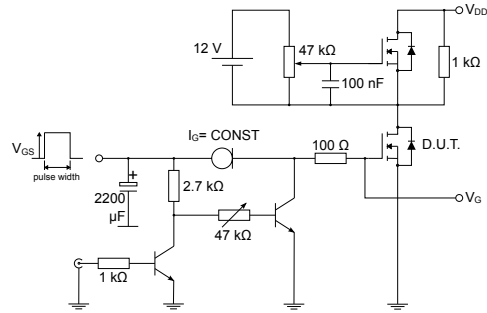 V_DD
12 V
47 kΩ
1 kΩ
100 nF
I_G= CONST
100 Ω
D.U.T.
V_GS
pulse width
+
2200
µF
2.7 kΩ
V_G
47 kΩ
1 kΩ